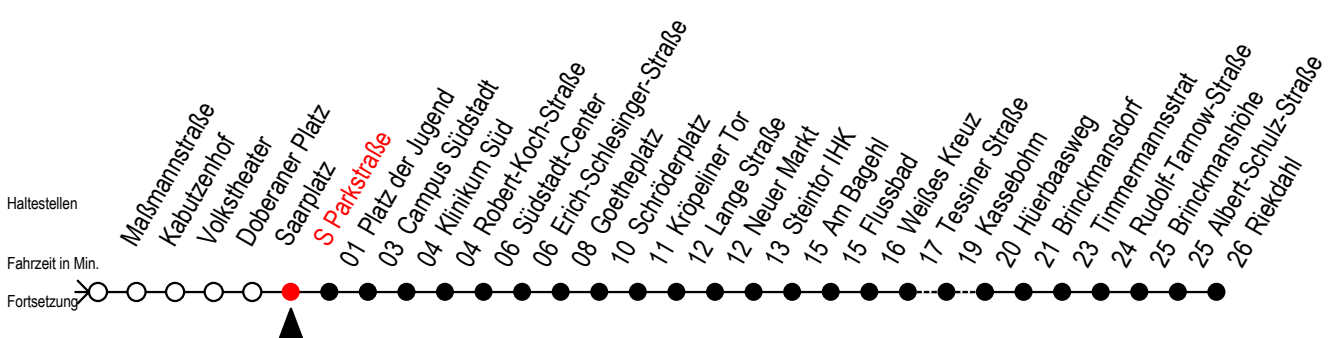 Haltestellen
Fahrzeit in Min.
Fortsetzung
Maßmannstraße
Kabutzenhof
Volkstheater
Doberaner Platz
Saarplatz
S Parkstraße
01 Platz der Jugend
03 Campus Südstadt
04 Klinikum Süd
04 Robert-Koch-Straße
06 Südstadt-Center
06 Erich-Schlesinger-Straße
08 Goetheplatz
10 Schröderplatz
11 Kröpeliner Tor
12 Lange Straße
12 Neuer Markt
13 Steintor IHK
15 Am Bagehl
15 Flussbad
16 Weißes Kreuz
17 Tessiner Straße
19 Kassebohm
20 Hüerbaasweg
21 Brinckmansdorf
23 Timmermannsstrat
24 Rudolf-Tarnow-Straße
25 Brinckmanshöhe
25 Albert-Schulz-Straße
26 Riekdahl